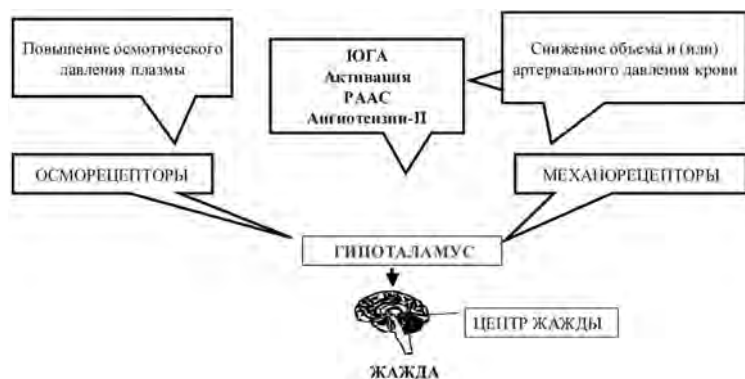 Повышение осмотического
давления плазмы
ЮГА
Активация
РААС
Ангиотензин-II
Снижение объема и (или)
артериального давления крови
ОСМОРЕЦЕПТОРЫ
МЕХАНОРЕЦЕПТОРЫ
ГИПОТАЛАМУС
ЦЕНТР ЖАЖДЫ
ЖАЖДА